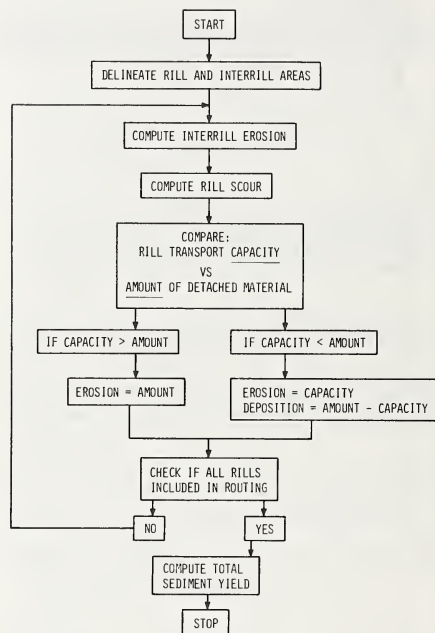 START
DELINEATE RILL AND INTERRILL AREAS
COMPUTE INTERRILL EROSION
COMPUTE RILL SCOUR
COMPARE:
RILL TRANSPORT CAPACITY
VS
AMOUNT OF DETACHED MATERIAL
IF CAPACITY > AMOUNT
IF CAPACITY < AMOUNT
EROSION = AMOUNT
EROSION = CAPACITY
DEPOSITION = AMOUNT - CAPACITY
CHECK IF ALL RILLS
INCLUDED IN ROUTING
NO
YES
COMPUTE TOTAL
SEDIMENT YIELD
STOP